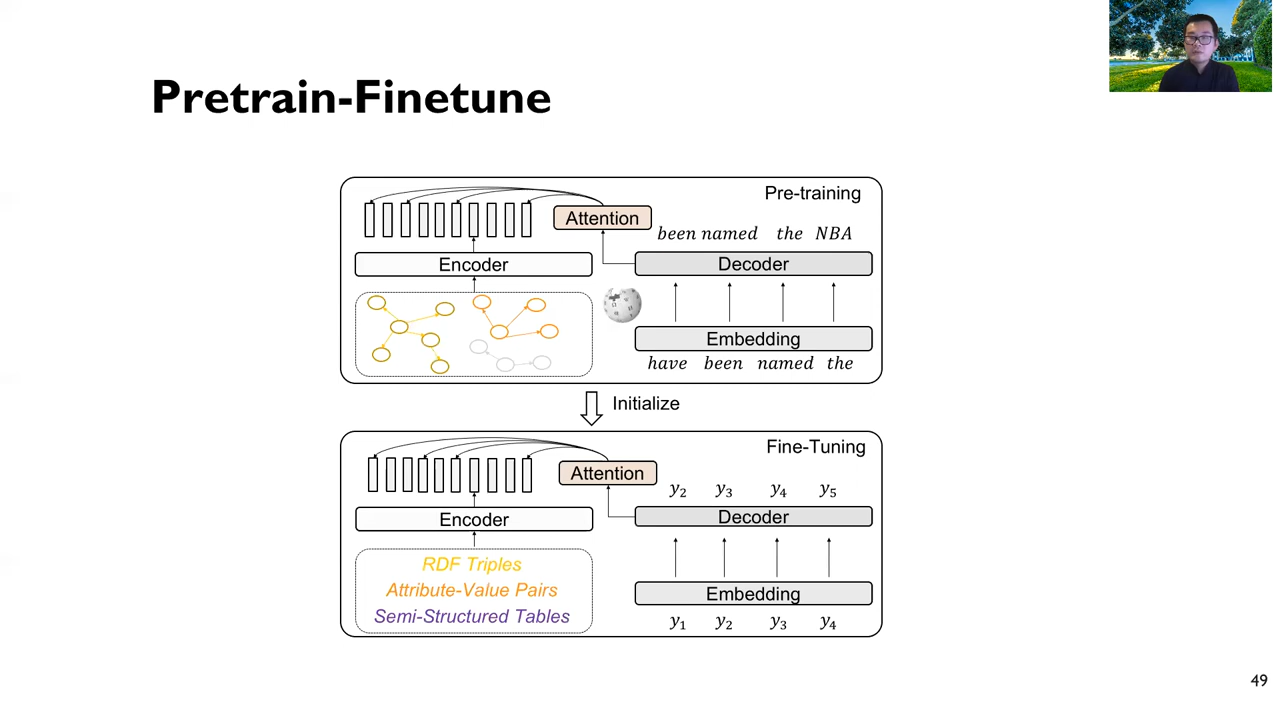 Pretrain-Finetune
Pre-training
Attention
been named the NBA
Encoder
Decoder
Embedding
have been named the
Initialize
Fine-Tuning
Attention
y2 y3 y4 y5
Encoder
Decoder
RDF Triples
Attribute-Value Pairs
Semi-Structured Tables
Embedding
y1 y2 y3 y4
49